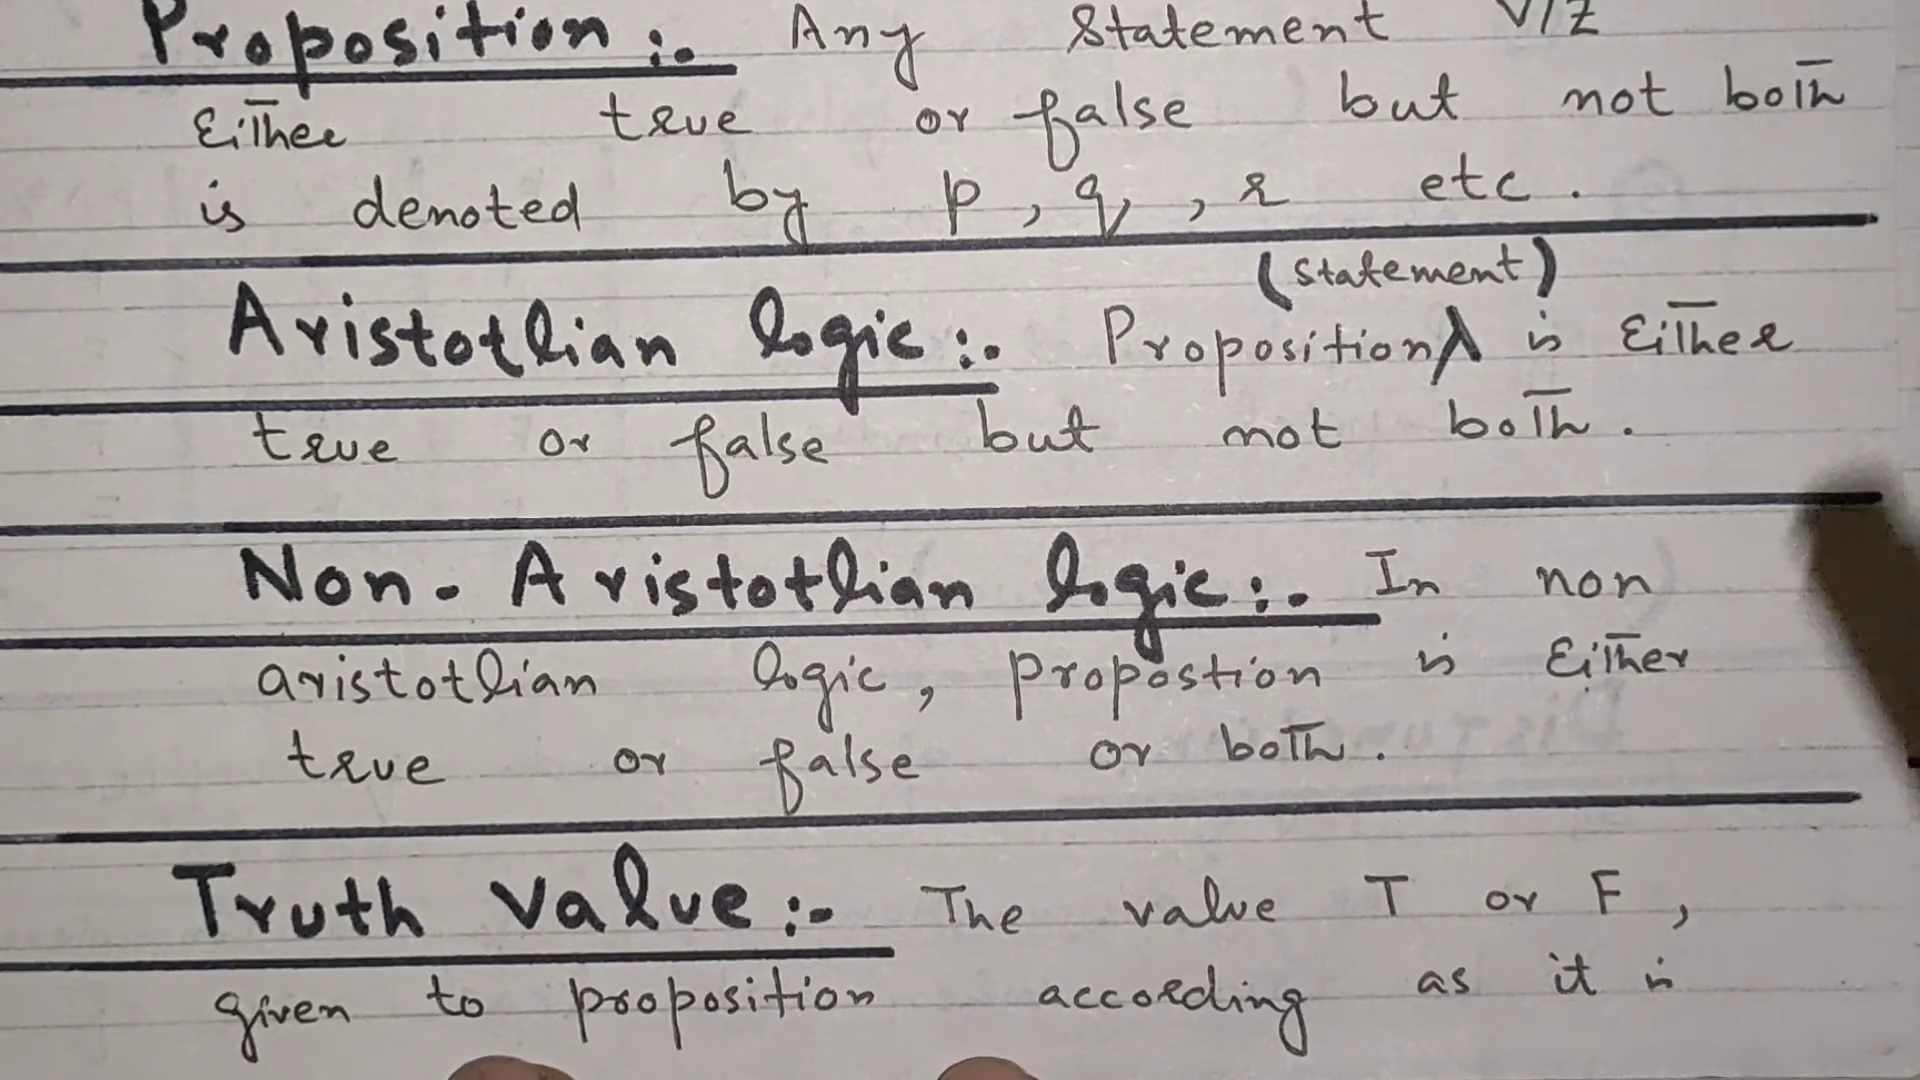 Proposition :- Any statement viz
Either true or false but not both
is denoted by p, q, r etc.
(statement)
Aristotlian logic :- Proposition is Either
true or false but not both.
Non-Aristotlian logic :- In non
aristotlian logic, propostion is Either
true or false or both.
Truth value :- The value T or F,
given to proposition according as it is